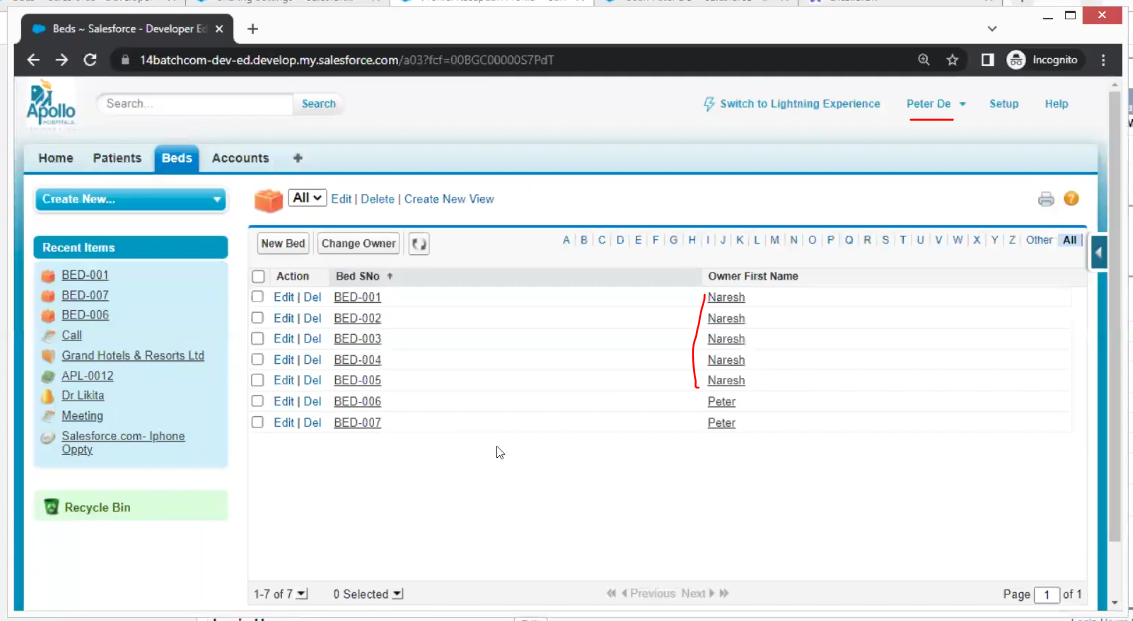 Beds ~ Salesforce - Developer Ed
14batchcom-dev-ed.develop.my.salesforce.com/a03?fcf=00BGC00000S7PdT
Incognito
Apollo
HOSPITALS
Search...
Search
Switch to Lightning Experience
Peter De
Setup
Help
Home
Patients
Beds
Accounts
+
Create New...
All
Edit | Delete | Create New View
Recent Items
BED-001
BED-007
BED-006
Call
Grand Hotels & Resorts Ltd
APL-0012
Dr Likita
Meeting
Salesforce.com- Iphone
Oppty
Recycle Bin
New Bed
Change Owner
A | B | C | D | E | F | G | H | I | J | K | L | M | N | O | P | Q | R | S | T | U | V | W | X | Y | Z | Other | All
Action Bed SNo Owner First Name
Edit | Del BED-001 Naresh
Edit | Del BED-002 Naresh
Edit | Del BED-003 Naresh
Edit | Del BED-004 Naresh
Edit | Del BED-005 Naresh
Edit | Del BED-006 Peter
Edit | Del BED-007 Peter
1-7 of 7
0 Selected
Previous Next
Page 1 of 1